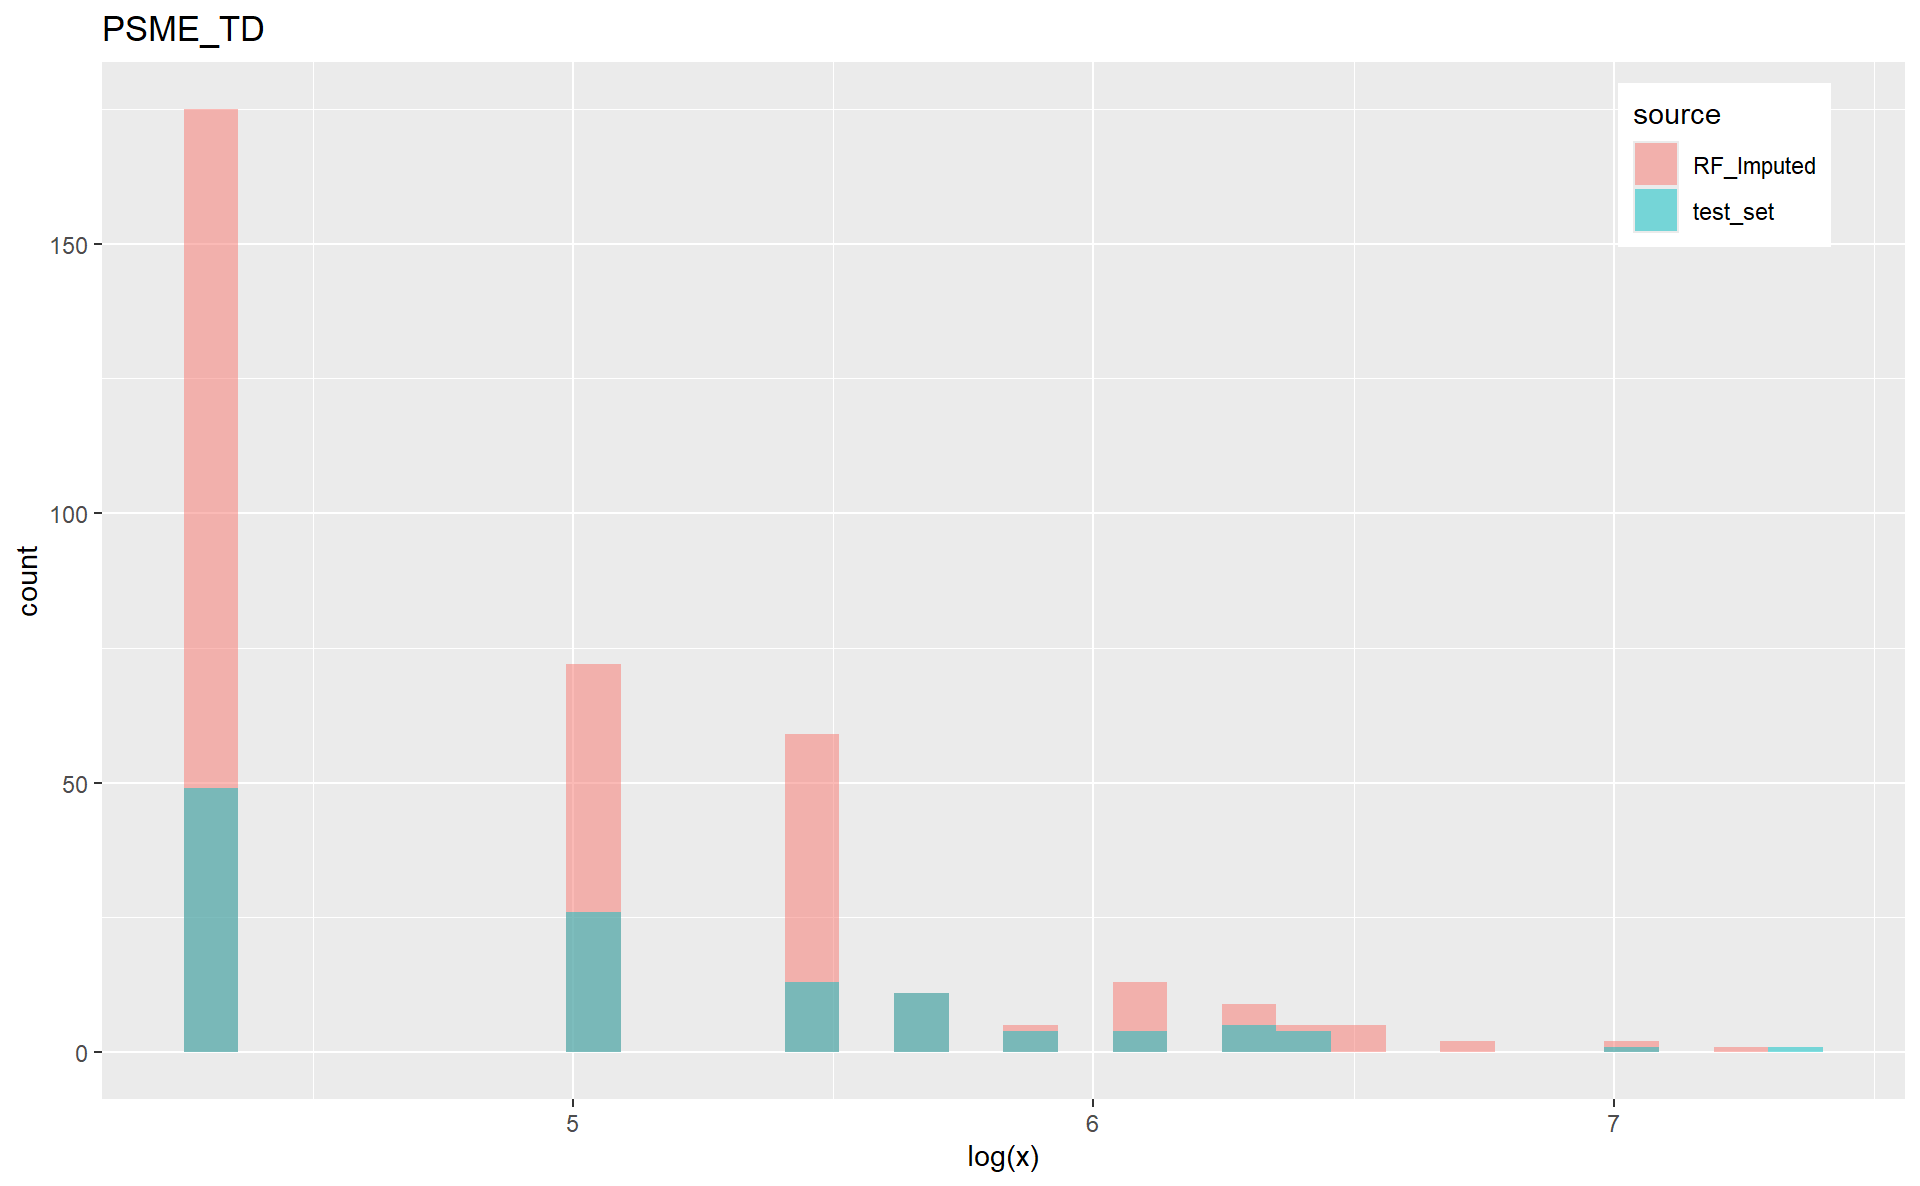 PSME_TD
source
RF_Imputed
test_set
150
100
50
0
count
5 6 7
log(x)